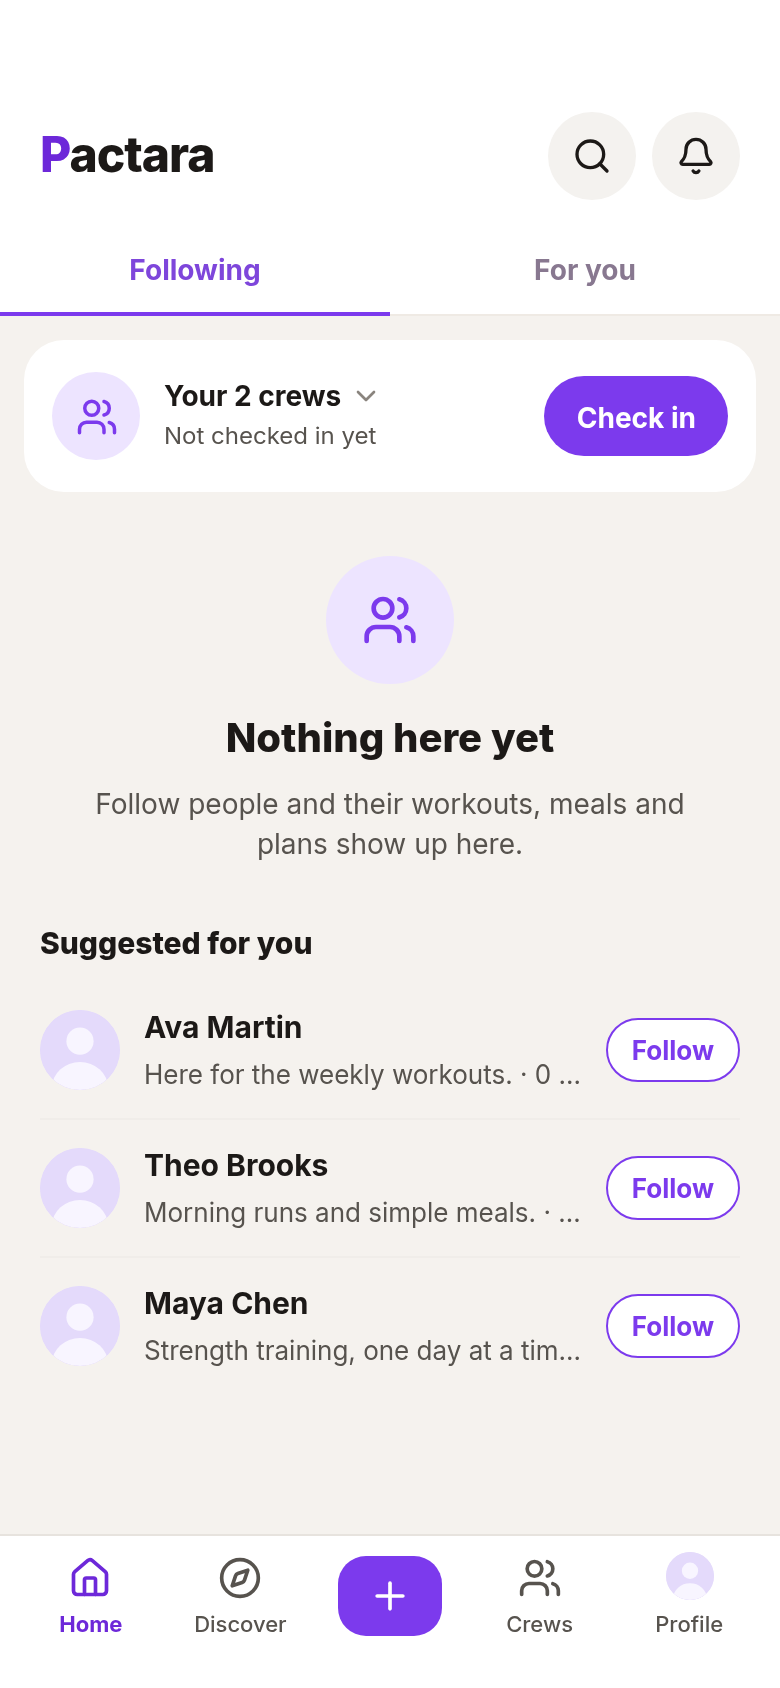 Pactara
Following
For you
Your 2 crews
Not checked in yet
Check in
Nothing here yet
Follow people and their workouts, meals and
plans show up here.
Suggested for you
Ava Martin
Here for the weekly workouts. · 0 ...
Follow
Theo Brooks
Morning runs and simple meals. · ...
Follow
Maya Chen
Strength training, one day at a tim...
Follow
Home
Discover
Crews
Profile